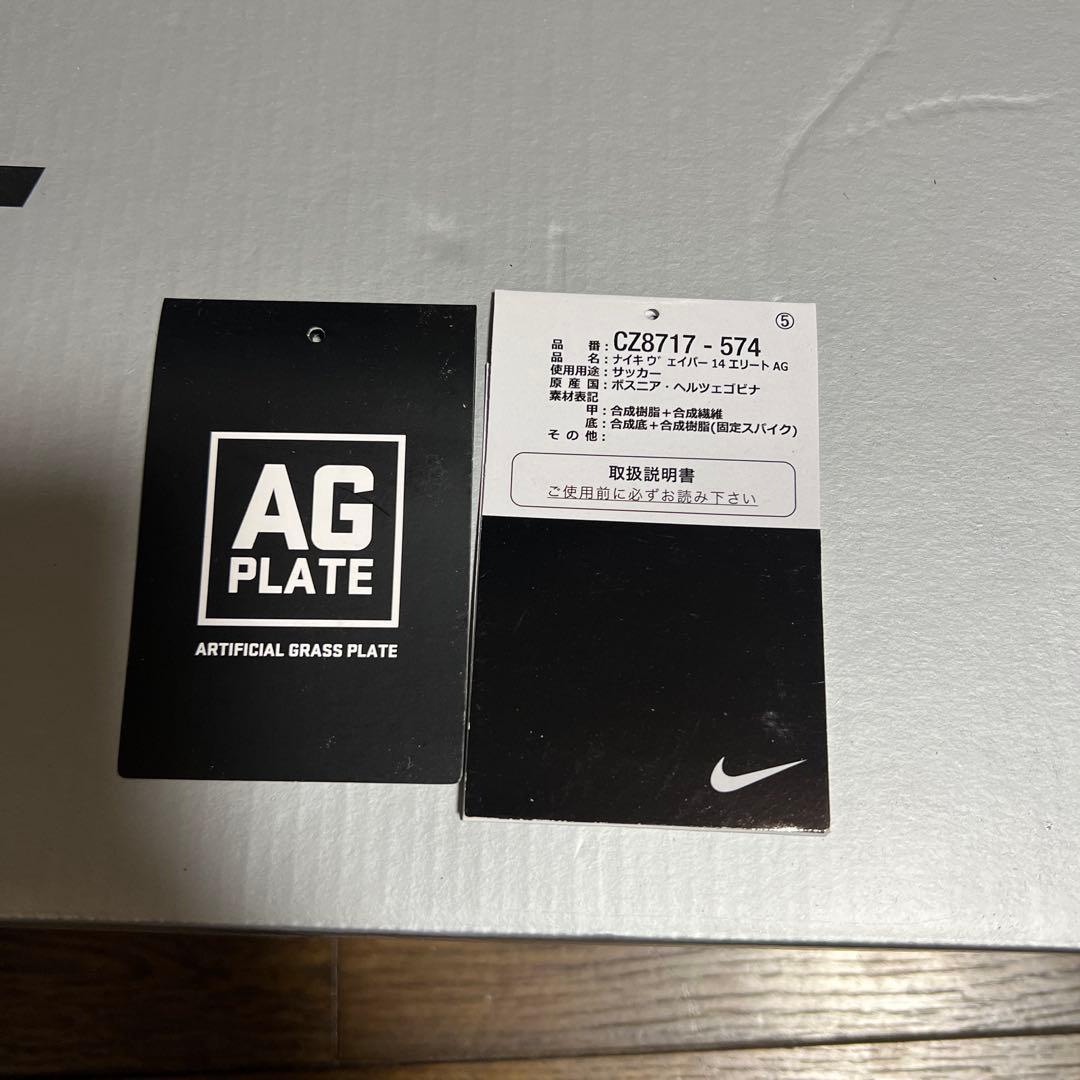 AG
PLATE
ARTIFICIAL GRASS PLATE
⑤
品 番:CZ8717-574
品 名:ナイキ ヴェイパー 14 エリート AG
使用用途:サッカー
原 産 国:ボスニア・ヘルツェゴビナ
素材表記
甲:合成樹脂+合成繊維
底:合成底+合成樹脂(固定スパイク)
そ の 他:
取扱説明書
ご使用前に必ずお読み下さい